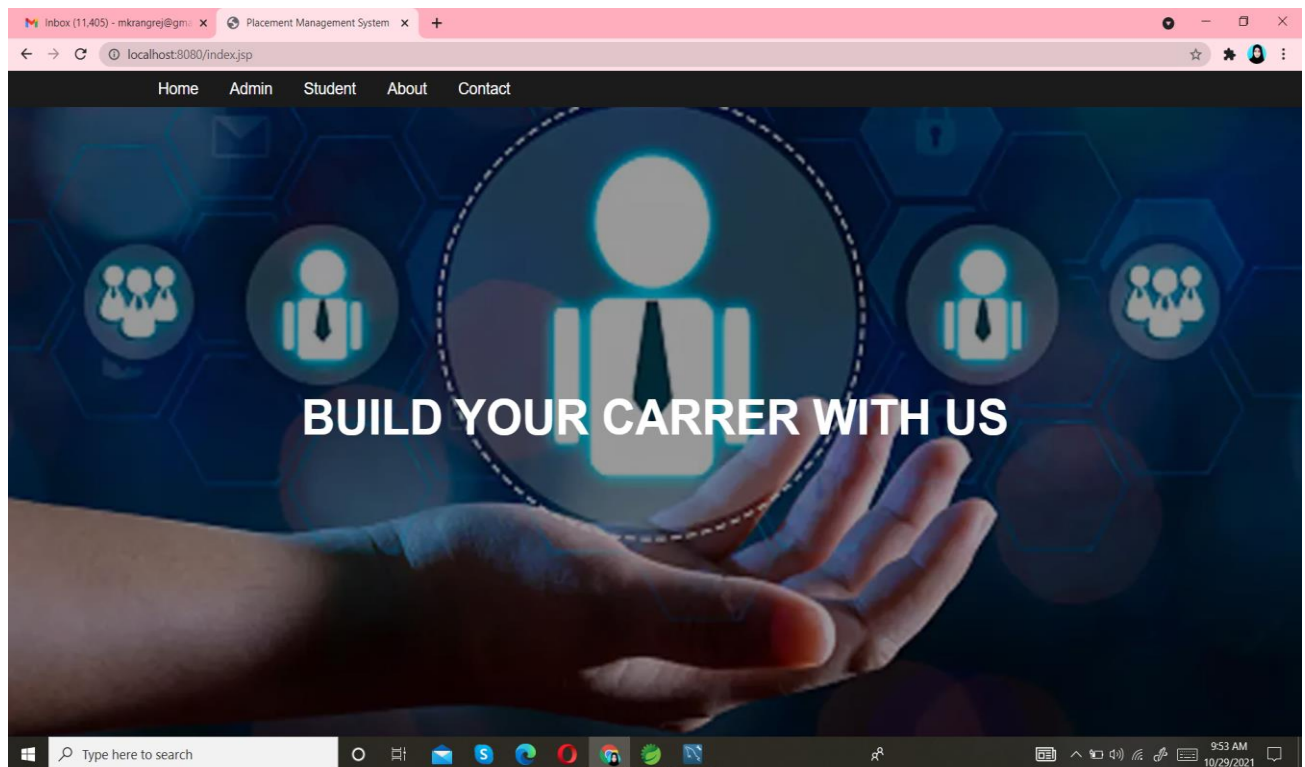 Inbox (11,405) - mkrangrej@gma
Placement Management System
localhost:8080/index.jsp
Home Admin Student About Contact
BUILD YOUR CARRER WITH US
Type here to search
9:53 AM
10/29/2021